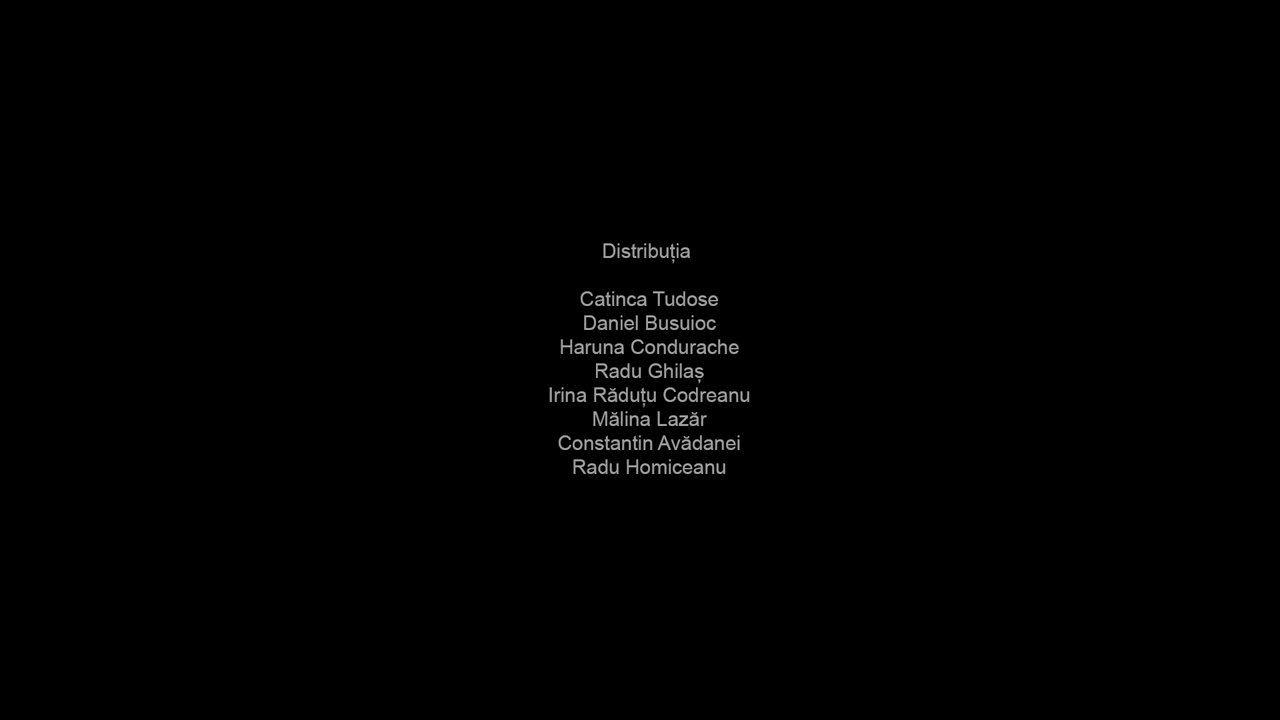 Distribuția
Catinca Tudose
Daniel Busuioc
Haruna Condurache
Radu Ghilaș
Irina Răduțu Codreanu
Mălina Lazăr
Constantin Avădanei
Radu Homiceanu